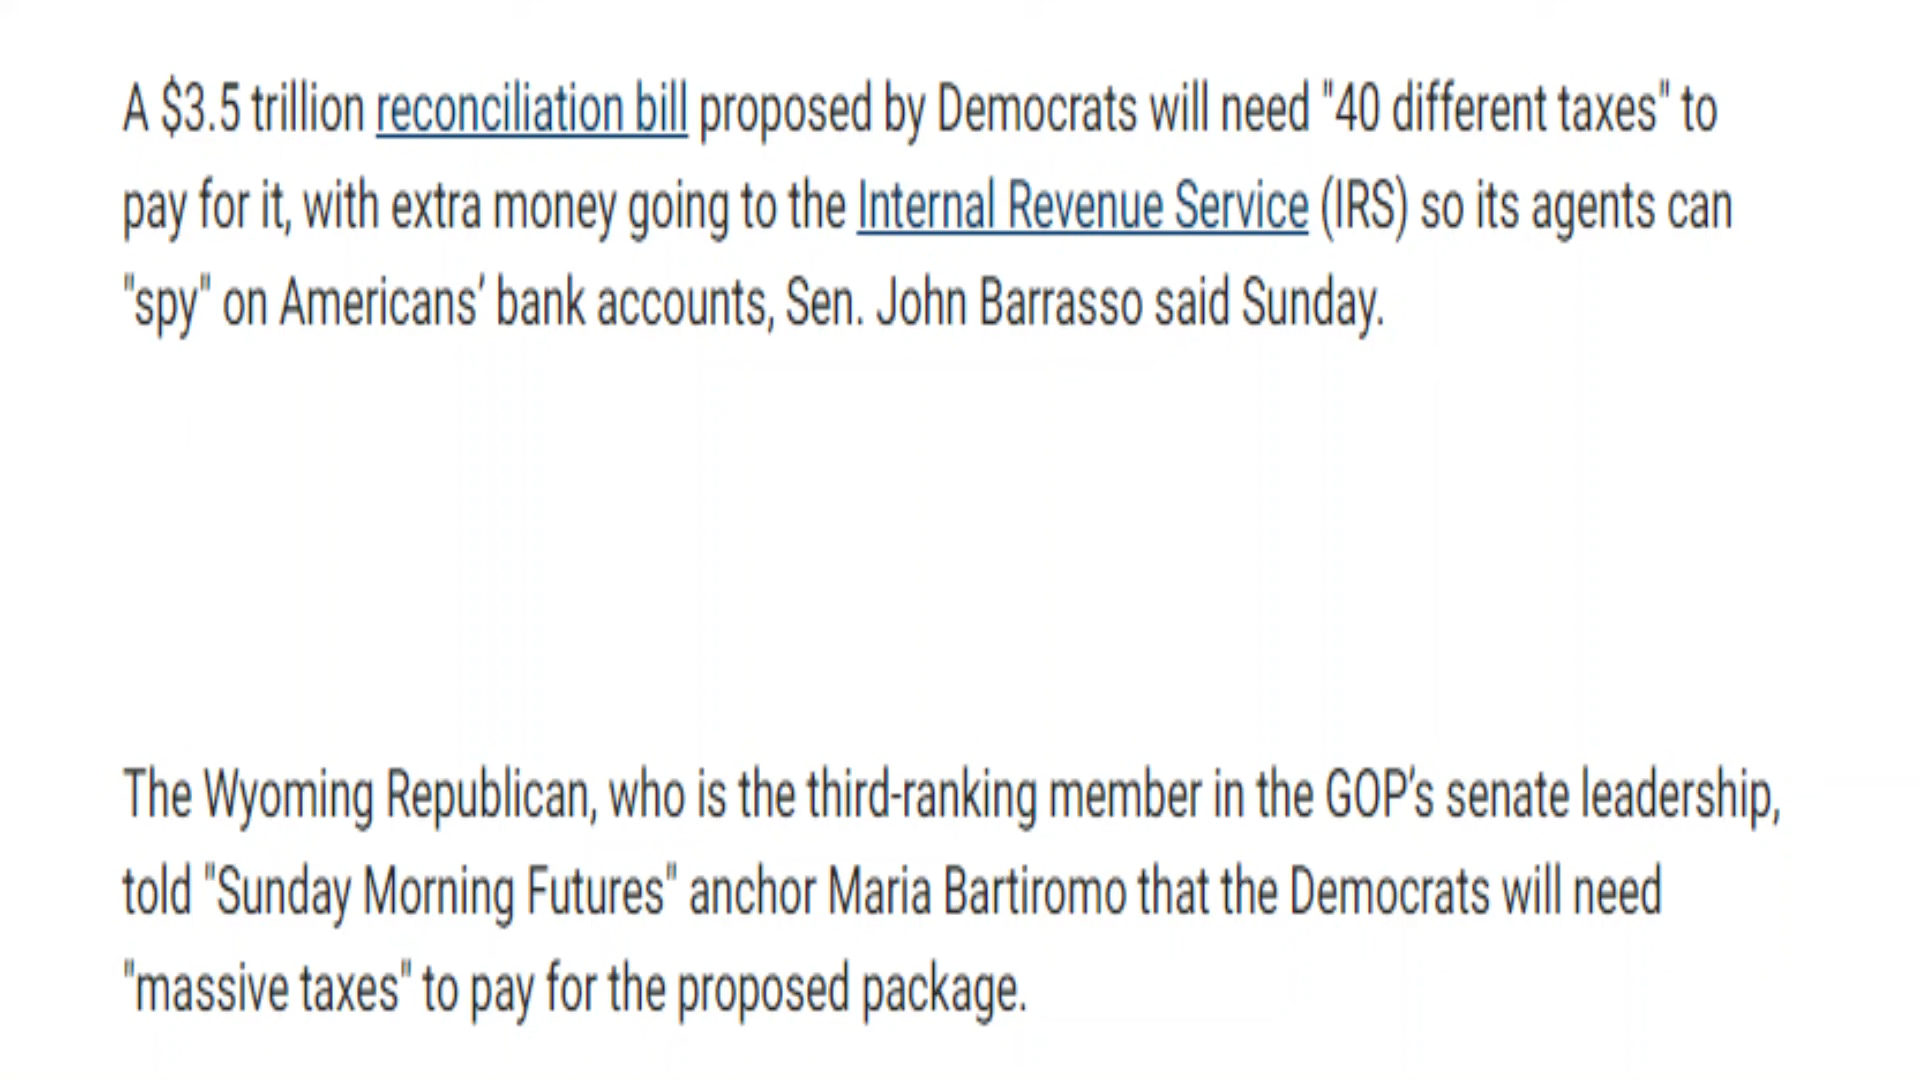 A $3.5 trillion reconciliation bill proposed by Democrats will need "40 different taxes" to
pay for it, with extra money going to the Internal Revenue Service (IRS) so its agents can
"spy" on Americans’ bank accounts, Sen. John Barrasso said Sunday.
The Wyoming Republican, who is the third-ranking member in the GOP’s senate leadership,
told "Sunday Morning Futures" anchor Maria Bartiromo that the Democrats will need
"massive taxes" to pay for the proposed package.